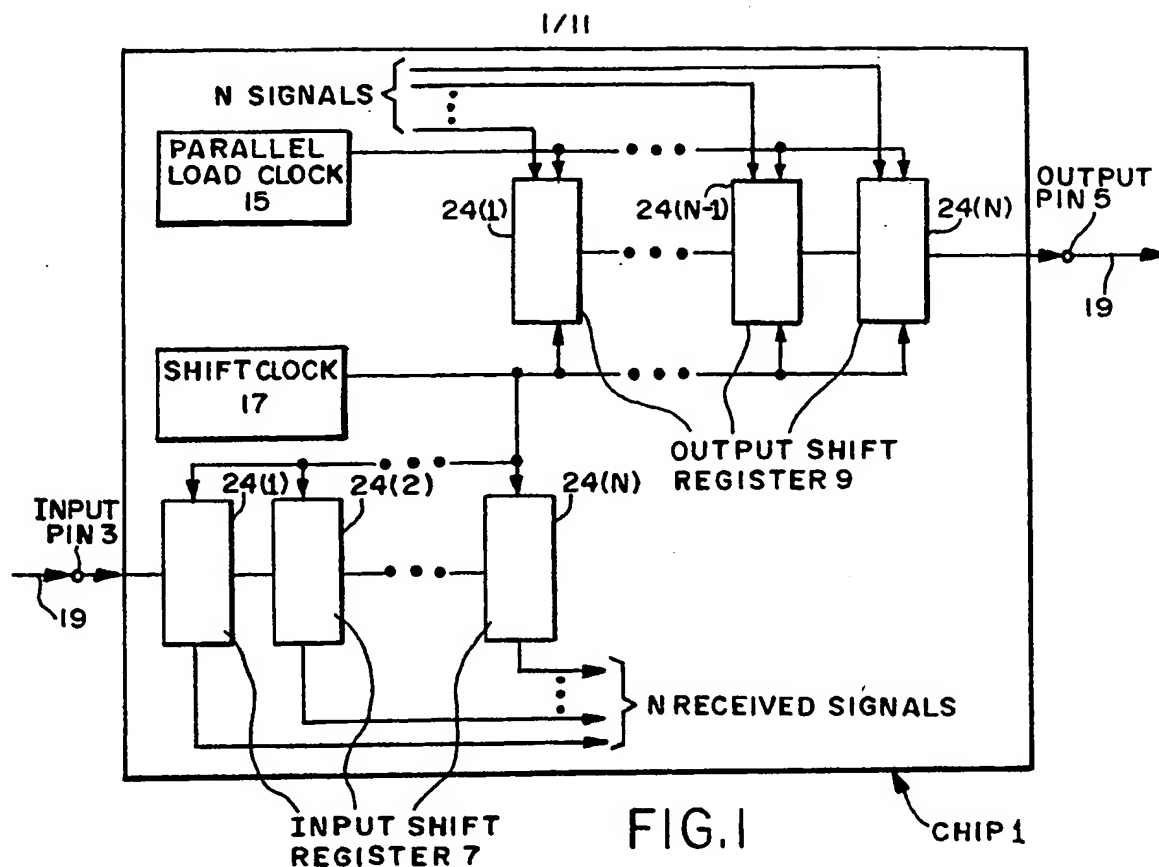 1/11
N SIGNALS
PARALLEL
LOAD CLOCK
15
24(1)
24(N-1)
24(N)
OUTPUT
PIN 5
19
SHIFT CLOCK
17
OUTPUT SHIFT
REGISTER 9
24(1)
24(2)
24(N)
INPUT
PIN 3
19
N RECEIVED SIGNALS
INPUT SHIFT
REGISTER 7
FIG.1
CHIP 1